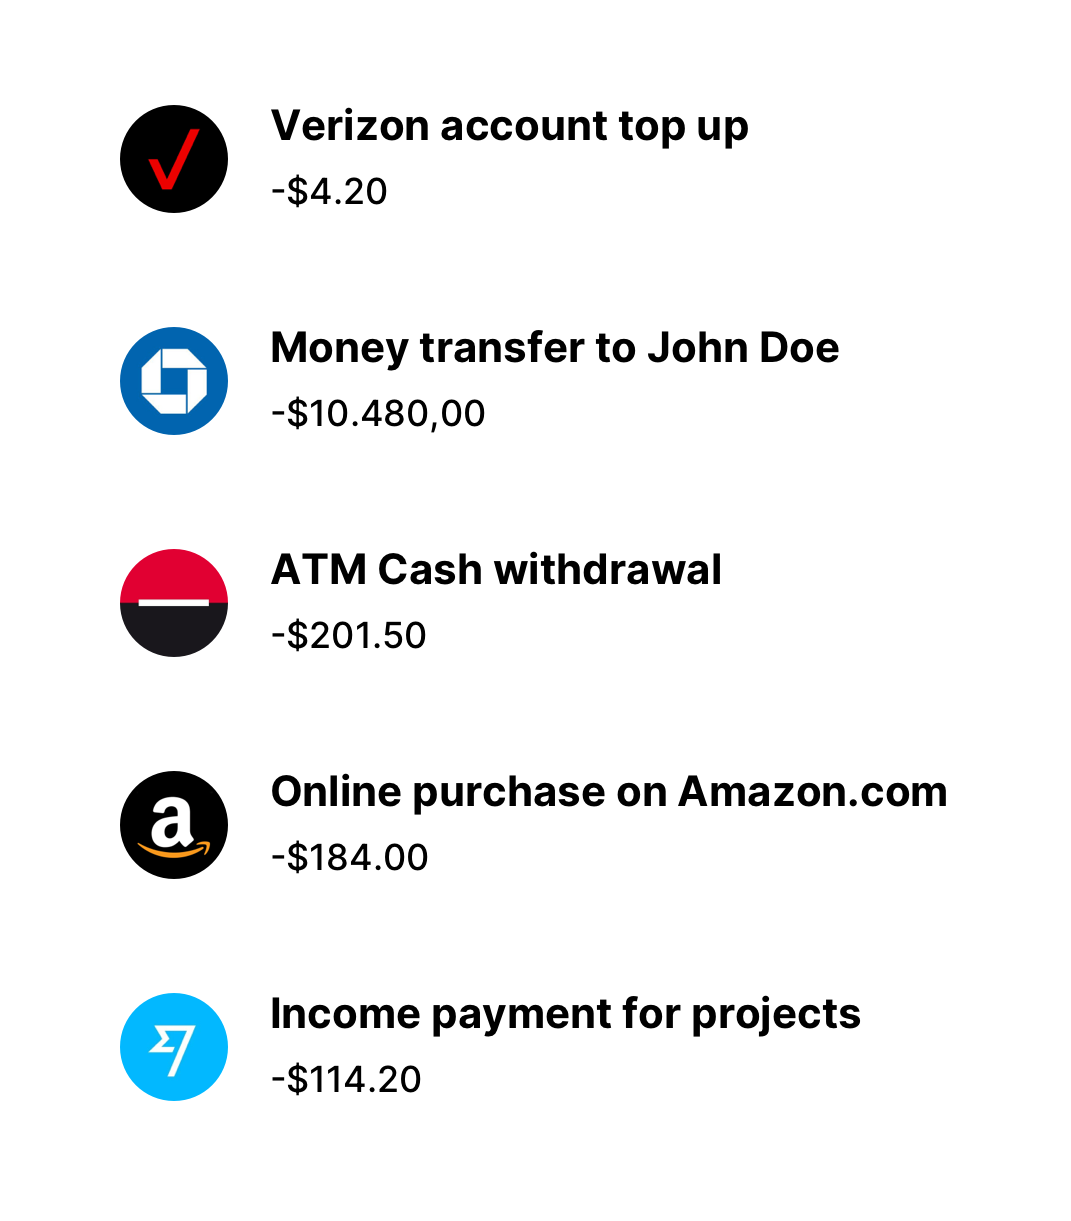 Verizon account top up
-$4.20
Money transfer to John Doe
-$10.480,00
ATM Cash withdrawal
-$201.50
Online purchase on Amazon.com
-$184.00
Income payment for projects
-$114.20